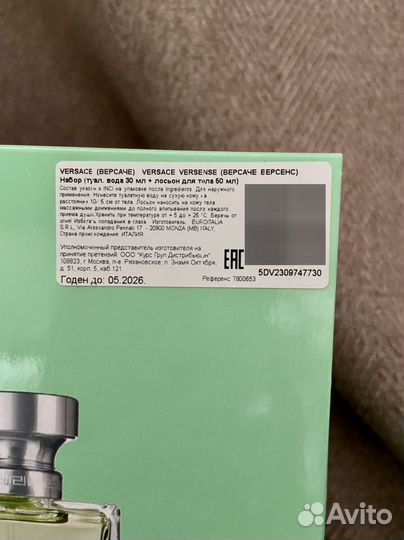 VERSACE (ВЕРСАЧЕ) VERSACE VERSENSE (ВЕРСАЧЕ ВЕРСЕНС)
Набор (туал. вода 30 мл + лосьон для тела 50 мл)
Состав указан в INCI на упаковке после Ingredients. Для наружного
применения. Нанесите туалетную воду на сухую кожу на
расстоянии 10-15 см от тела. Лосьон наносить на кожу тела
массажными движениями до полного впитывания после каждого
приема душа. Хранить при температуре от + 5 до + 25 °С. Беречь от
огня! Избегать попадания в глаза. Изготовитель: EUROITALIA
S.R.L., Via Alessandro Pennati 17 - 20900 MONZA (MB) ITALY,
Страна происхождения: ИТАЛИЯ
Уполномоченный представитель изготовителя на
принятие претензий: ООО "Курс Груп Дистрибьюшн"
108823, г Москва, п-е. Рязановское, п. Знамя Октября,
д. 51, корп. 5, каб.121
EAC
5DV2309747730
Годен до: 05.2026.
Референс 7800653
Avito